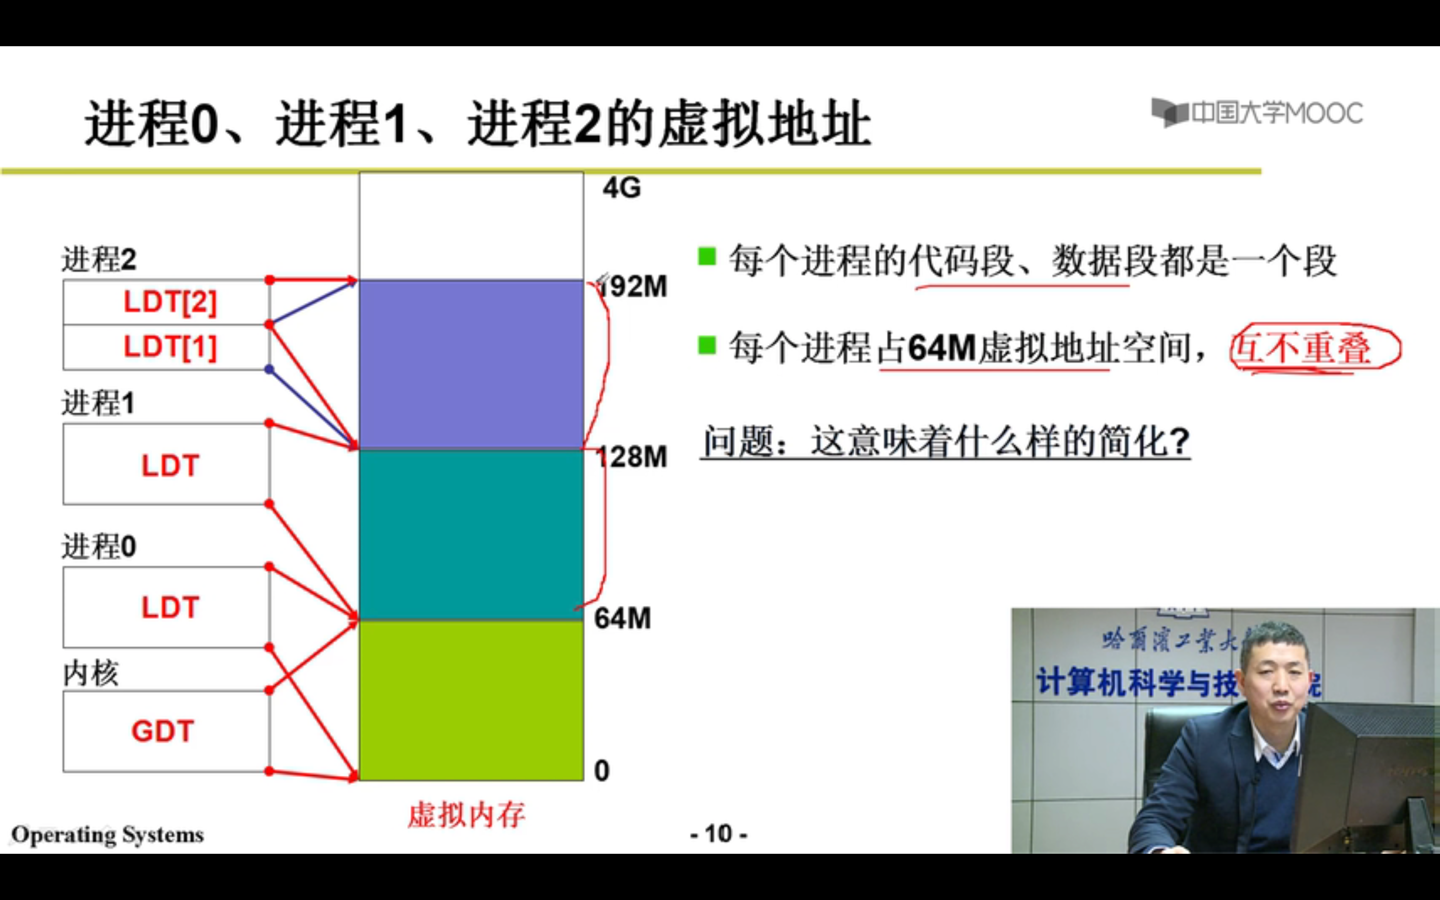 进程0、进程1、进程2的虚拟地址
中国大学MOOC
4G
进程2
LDT[2]
LDT[1]
192M
进程1
LDT
128M
进程0
LDT
64M
内核
GDT
0
虚拟内存
每个进程的代码段、数据段都是一个段
每个进程占64M虚拟地址空间，互不重叠
问题：这意味着什么样的简化?
哈爾濱工業大
计算机科学与技 院
Operating Systems
- 10 -